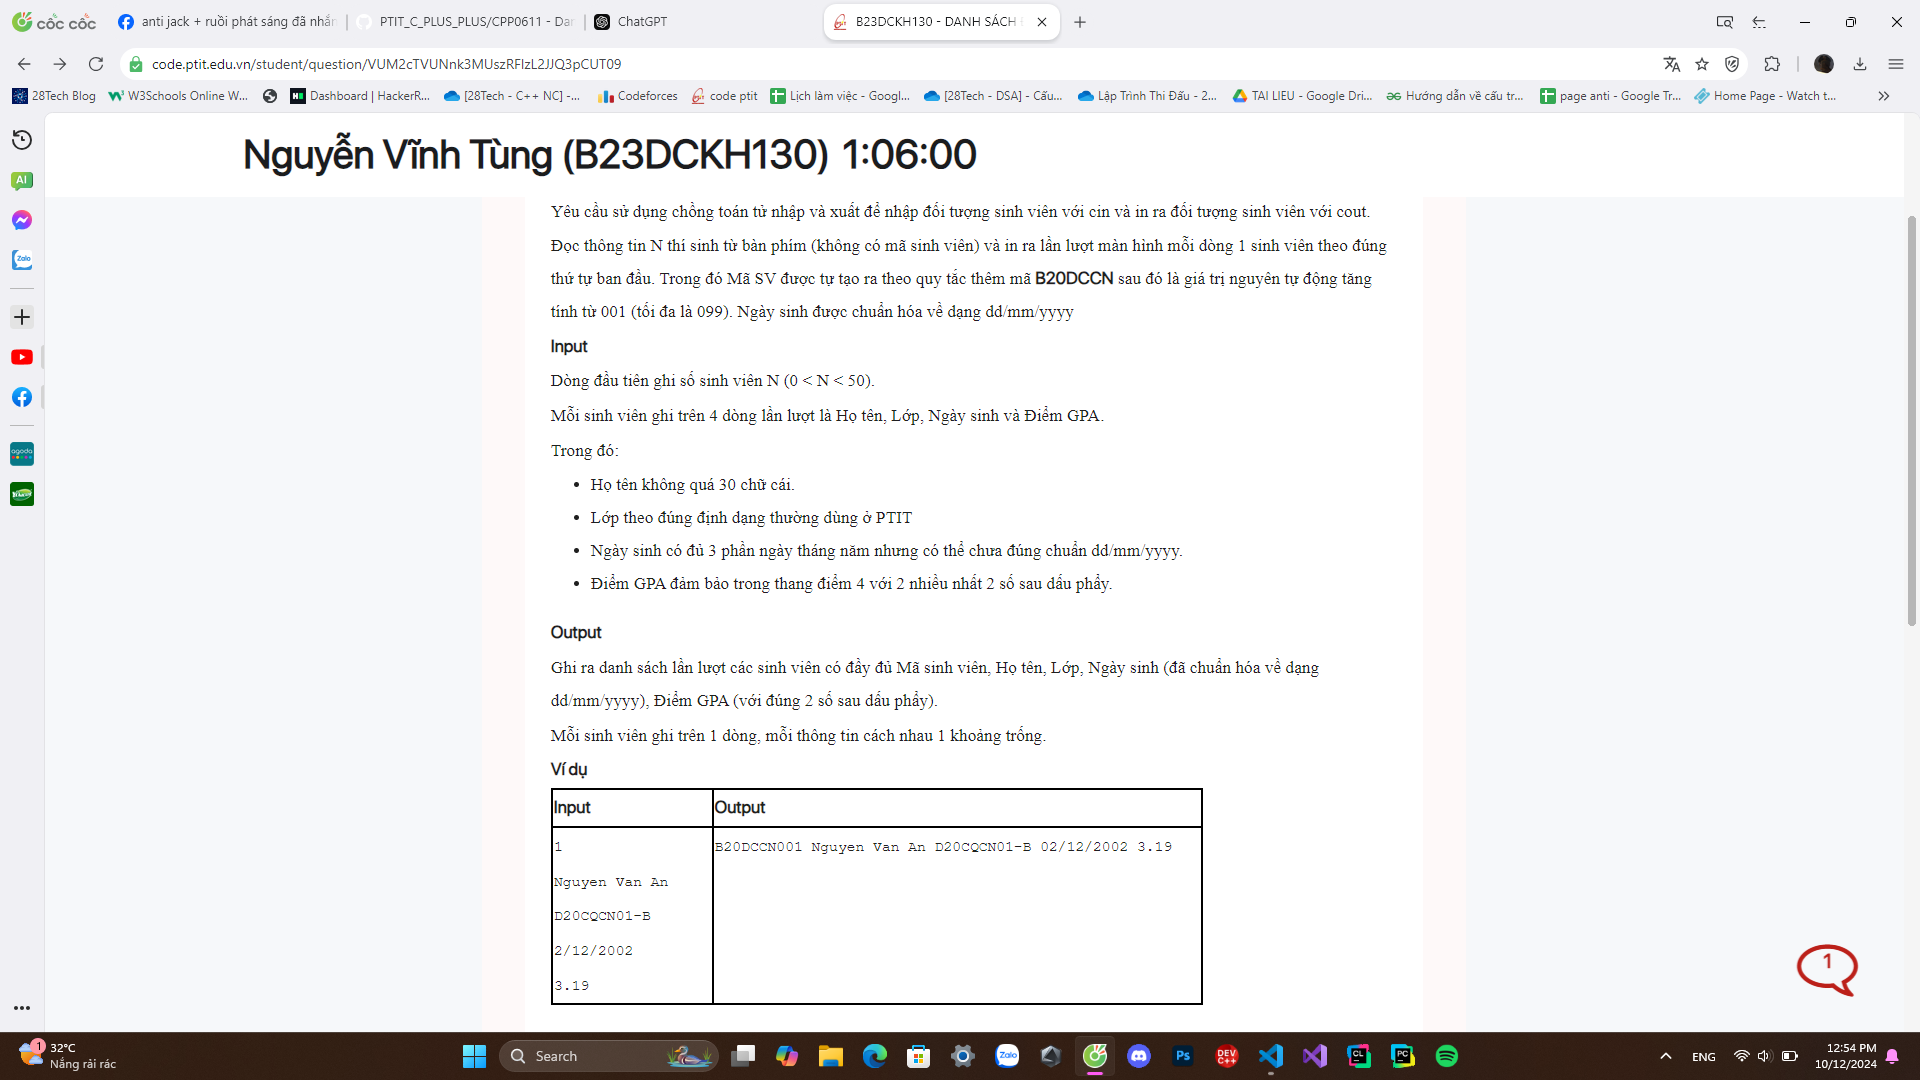 cốc cốc
anti jack + ruồi phát sáng đã nhắn
PTIT_C_PLUS_PLUS/CPP0611 - Dan
ChatGPT
B23DCKH130 - DANH SÁCH
code.ptit.edu.vn/student/question/VUM2cTVUNnk3MUszRFlzL2JJQ3pCUT09
28Tech Blog
W3Schools Online W...
Dashboard | HackerR...
[28Tech - C++ NC] -...
Codeforces
code ptit
Lịch làm việc - Googl...
[28Tech - DSA] - Cấu...
Lập Trình Thi Đấu - 2...
TAI LIEU - Google Dri...
Hướng dẫn về cấu tr...
page anti - Google Tr...
Home Page - Watch t...
Nguyễn Vĩnh Tùng (B23DCKH130) 1:06:00
Yêu cầu sử dụng chồng toán tử nhập và xuất để nhập đối tượng sinh viên với cin và in ra đối tượng sinh viên với cout.
Đọc thông tin N thí sinh từ bàn phím (không có mã sinh viên) và in ra lần lượt màn hình mỗi dòng 1 sinh viên theo đúng
thứ tự ban đầu. Trong đó Mã SV được tự tạo ra theo quy tắc thêm mã B20DCCN sau đó là giá trị nguyên tự động tăng
tính từ 001 (tối đa là 099). Ngày sinh được chuẩn hóa về dạng dd/mm/yyyy
Input
Dòng đầu tiên ghi số sinh viên N (0 < N < 50).
Mỗi sinh viên ghi trên 4 dòng lần lượt là Họ tên, Lớp, Ngày sinh và Điểm GPA.
Trong đó:
• Họ tên không quá 30 chữ cái.
• Lớp theo đúng định dạng thường dùng ở PTIT
• Ngày sinh có đủ 3 phần ngày tháng năm nhưng có thể chưa đúng chuẩn dd/mm/yyyy.
• Điểm GPA đảm bảo trong thang điểm 4 với 2 nhiều nhất 2 số sau dấu phẩy.
Output
Ghi ra danh sách lần lượt các sinh viên có đầy đủ Mã sinh viên, Họ tên, Lớp, Ngày sinh (đã chuẩn hóa về dạng
dd/mm/yyyy), Điểm GPA (với đúng 2 số sau dấu phẩy).
Mỗi sinh viên ghi trên 1 dòng, mỗi thông tin cách nhau 1 khoảng trống.
Ví dụ
Input Output
1 B20DCCN001 Nguyen Van An D20CQCN01-B 02/12/2002 3.19
Nguyen Van An
D20CQCN01-B
2/12/2002
3.19
1
AI
Zalo
agoda
1
32°C
Nắng rải rác
Search
Zalo
Ps
DEV C++
CL
PC
ENG
12:54 PM
10/12/2024